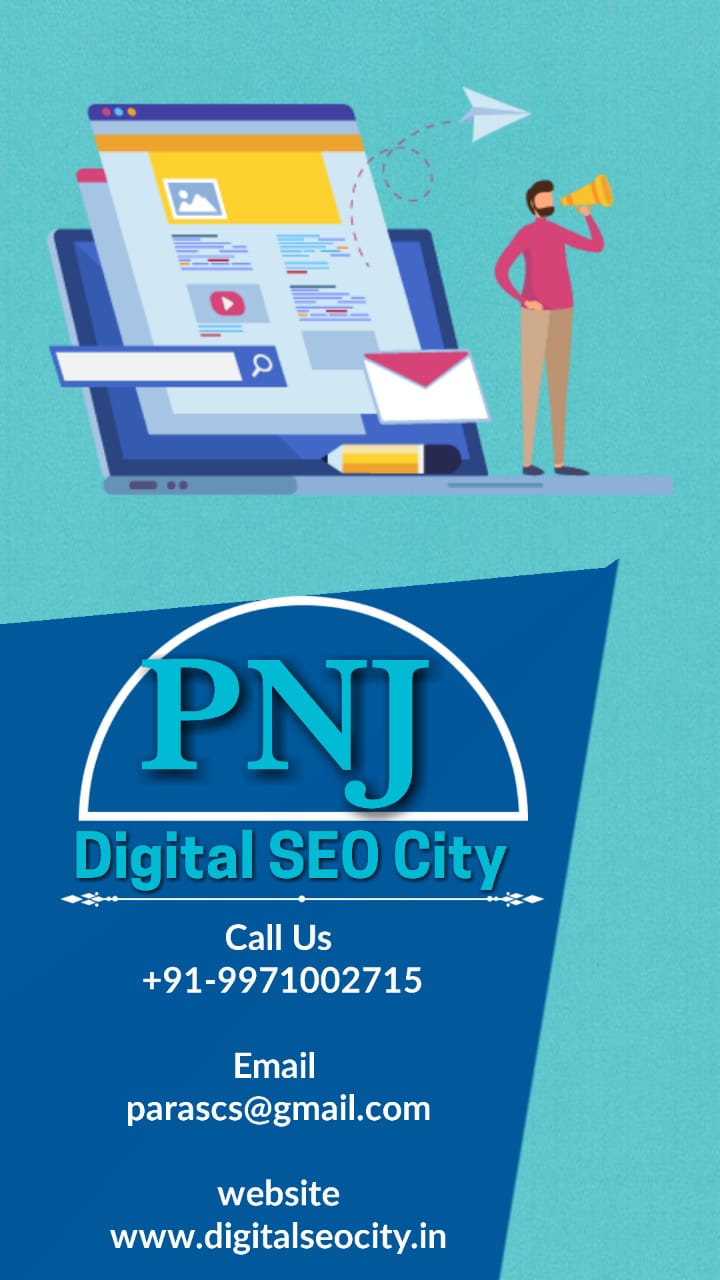 PNJ
Digital SEO City
Call Us
+91-9971002715
Email
parascs@gmail.com
website
www.digitalseocity.in